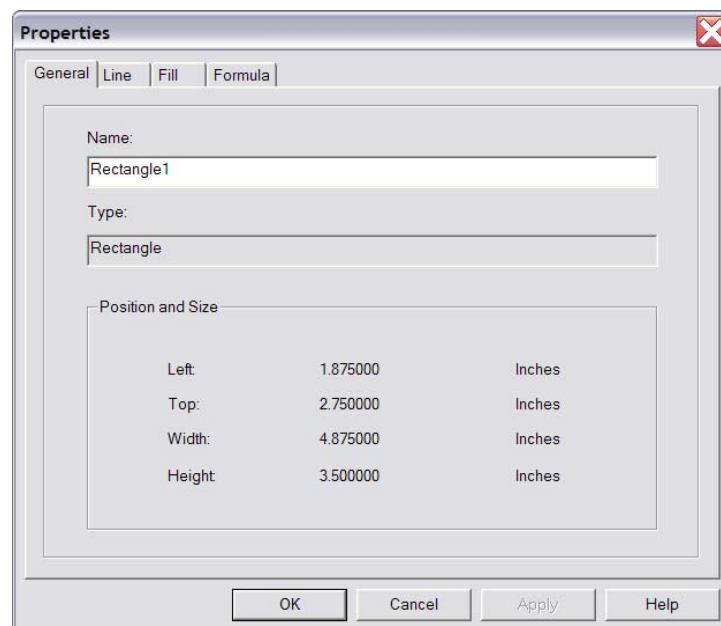 Properties
General Line Fill Formula
Name:
Rectangle1
Type:
Rectangle
Position and Size
Left: 1.875000 Inches
Top: 2.750000 Inches
Width: 4.875000 Inches
Height: 3.500000 Inches
OK Cancel Apply Help